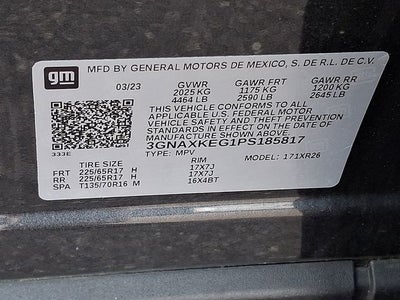 gm
MFD BY GENERAL MOTORS DE MEXICO, S. DE R.L. DE C.V.
03/23 GVWR GAWR FRT GAWR RR
2025 KG 1175 KG 1200 KG
4464 LB 2590 LB 2645 LB
THIS VEHICLE CONFORMS TO ALL
APPLICABLE U.S. FEDERAL MOTOR
VEHICLE SAFETY AND THEFT
PREVENTION STANDARDS IN EFFECT
ON THE DATE OF
MANUFACTURE SHOWN ABOVE.
3GNAXKEG1PS185817
333E TYPE: MPV MODEL: 171XR26
TIRE SIZE RIM
FRT 225/65R17 H 17X7J
RR 225/65R17 H 17X7J
SPA T135/70R16 M 16X4BT